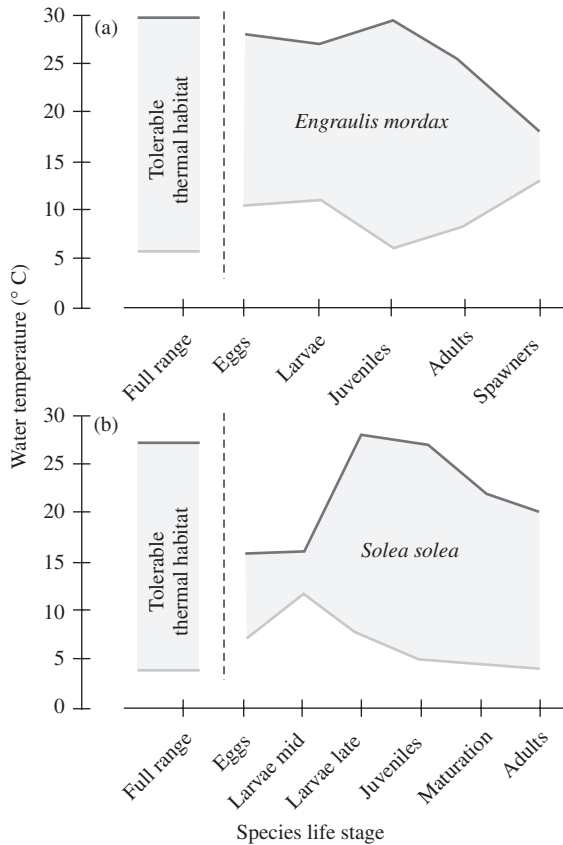 (a)
30
25
20
15
10
5
0
Tolerable
thermal habitat
Engraulis mordax
Full range
Eggs
Larvae
Juveniles
Adults
Spawners
Water temperature (° C)
(b)
30
25
20
15
10
5
0
Tolerable
thermal habitat
Solea solea
Full range
Eggs
Larvae mid
Larvae late
Juveniles
Maturation
Adults
Species life stage